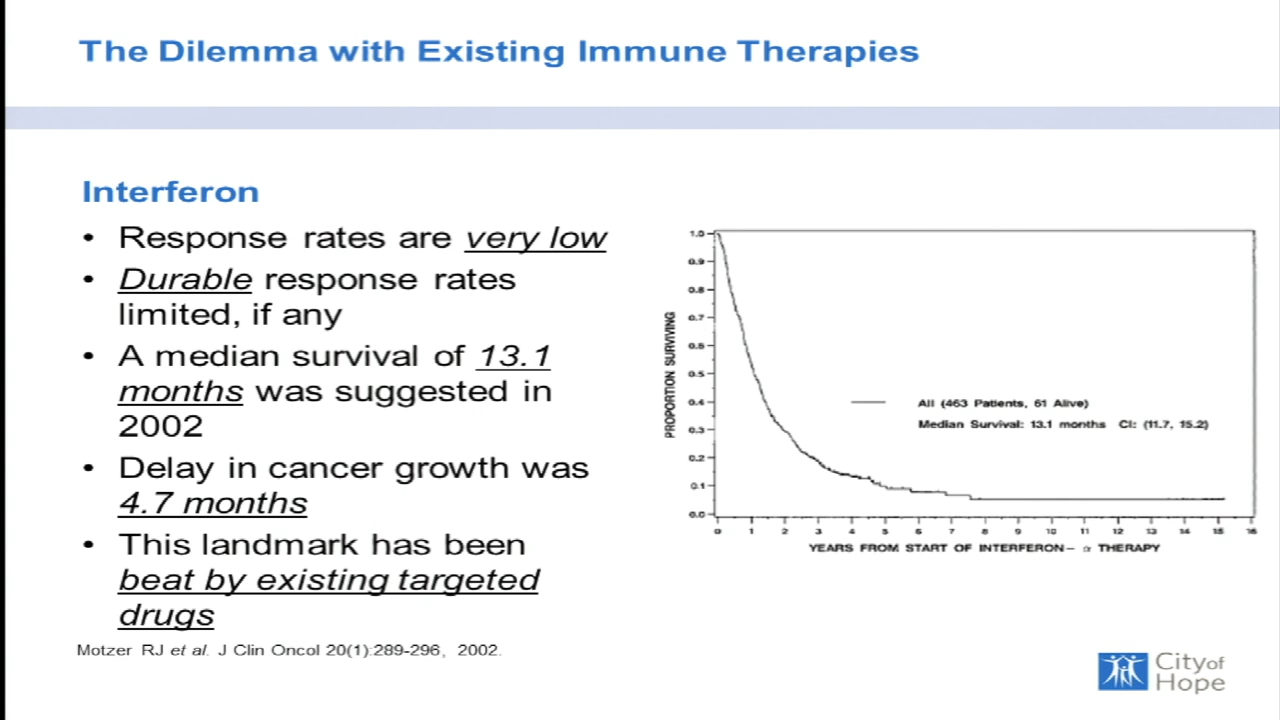 The Dilemma with Existing Immune Therapies
Interferon
• Response rates are very low
• Durable response rates
limited, if any
• A median survival of 13.1
months was suggested in
2002
• Delay in cancer growth was
4.7 months
• This landmark has been
beat by existing targeted
drugs
Motzer RJ et al. J Clin Oncol 20(1):289-296, 2002.
PROPORTION SURVIVING
1.0
0.9
0.8
0.7
0.6
0.5
0.4
0.3
0.2
0.1
0.0
All (463 Patients, 61 Alive)
Median Survival: 13.1 months CI: (11.7, 15.2)
0 1 2 3 4 5 6 7 8 9 10 11 12 13 14 15 16
YEARS FROM START OF INTERFERON- α THERAPY
City of
Hope